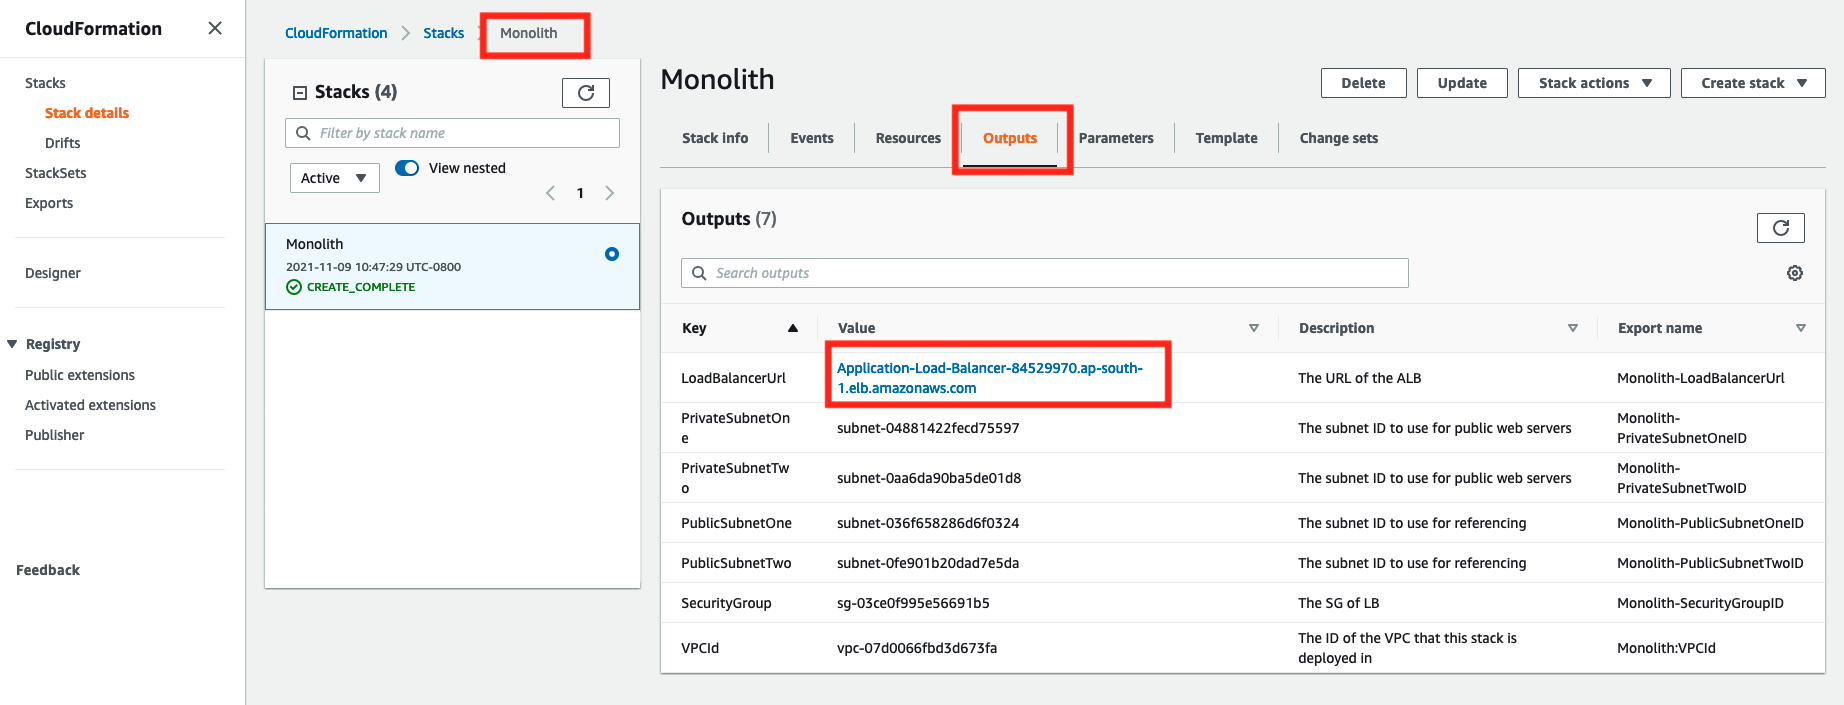 CloudFormation
Stacks
Stack details
Drifts
StackSets
Exports
Designer
Registry
Public extensions
Activated extensions
Publisher
Feedback
CloudFormation Stacks Monolith
Stacks (4)
Filter by stack name
Active
View nested
1
Monolith
2021-11-09 10:47:29 UTC-0800
CREATE_COMPLETE
Monolith
Delete Update Stack actions Create stack
Stack info Events Resources Outputs Parameters Template Change sets
Outputs (7)
Search outputs
Key Value Description Export name
LoadBalancerUrl
Application-Load-Balancer-84529970.ap-south-
1.elb.amazonaws.com
The URL of the ALB
Monolith-LoadBalancerUrl
PrivateSubnetOn
e
subnet-04881422fecd75597
The subnet ID to use for public web servers
Monolith-
PrivateSubnetOneID
PrivateSubnetTw
o
subnet-0aa6da90ba5de01d8
The subnet ID to use for public web servers
Monolith-
PrivateSubnetTwoID
PublicSubnetOne subnet-036f658286d6f0324 The subnet ID to use for referencing Monolith-PublicSubnetOneID
PublicSubnetTwo subnet-0fe901b20dad7e5da The subnet ID to use for referencing Monolith-PublicSubnetTwoID
SecurityGroup sg-03ce0f995e56691b5 The SG of LB Monolith-SecurityGroupID
VPCId vpc-07d0066fbd3d673fa
The ID of the VPC that this stack is
deployed in
Monolith:VPCId